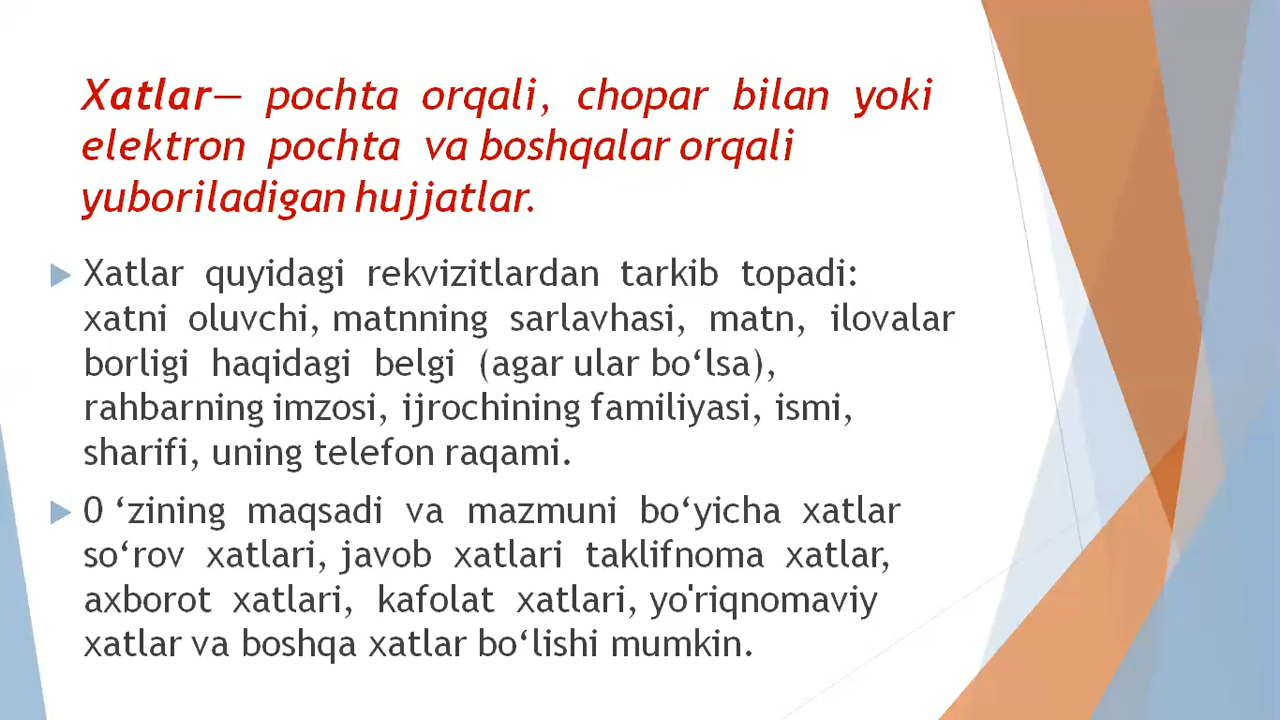 Xatlar— pochta orqali, chopar bilan yoki
elektron pochta va boshqalar orqali
yuboriladigan hujjatlar.
Xatlar quyidagi rekvizitlardan tarkib topadi:
xatni oluvchi, matnning sarlavhasi, matn, ilovalar
borligi haqidagi belgi (agar ular bo‘lsa),
rahbarning imzosi, ijrochining familiyasi, ismi,
sharifi, uning telefon raqami.
0 ‘zining maqsadi va mazmuni bo‘yicha xatlar
so‘rov xatlari, javob xatlari taklifnoma xatlar,
axborot xatlari, kafolat xatlari, yo'riqnomaviy
xatlar va boshqa xatlar bo‘lishi mumkin.